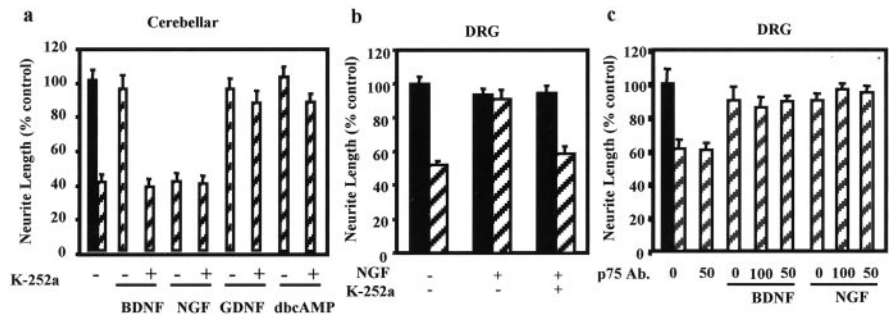 a
Cerebellar
Neurite Length (% control)
120
100
80
60
40
20
0
K-252a
- - + - + - + - +
BDNF NGF GDNF dbcAMP
b
DRG
Neurite Length (% control)
120
100
80
60
40
20
0
NGF - + +
K-252a - - +
c
DRG
Neurite Length (% control)
120
100
80
60
40
20
0
p75 Ab. 0 50 0 100 50 0 100 50
BDNF NGF